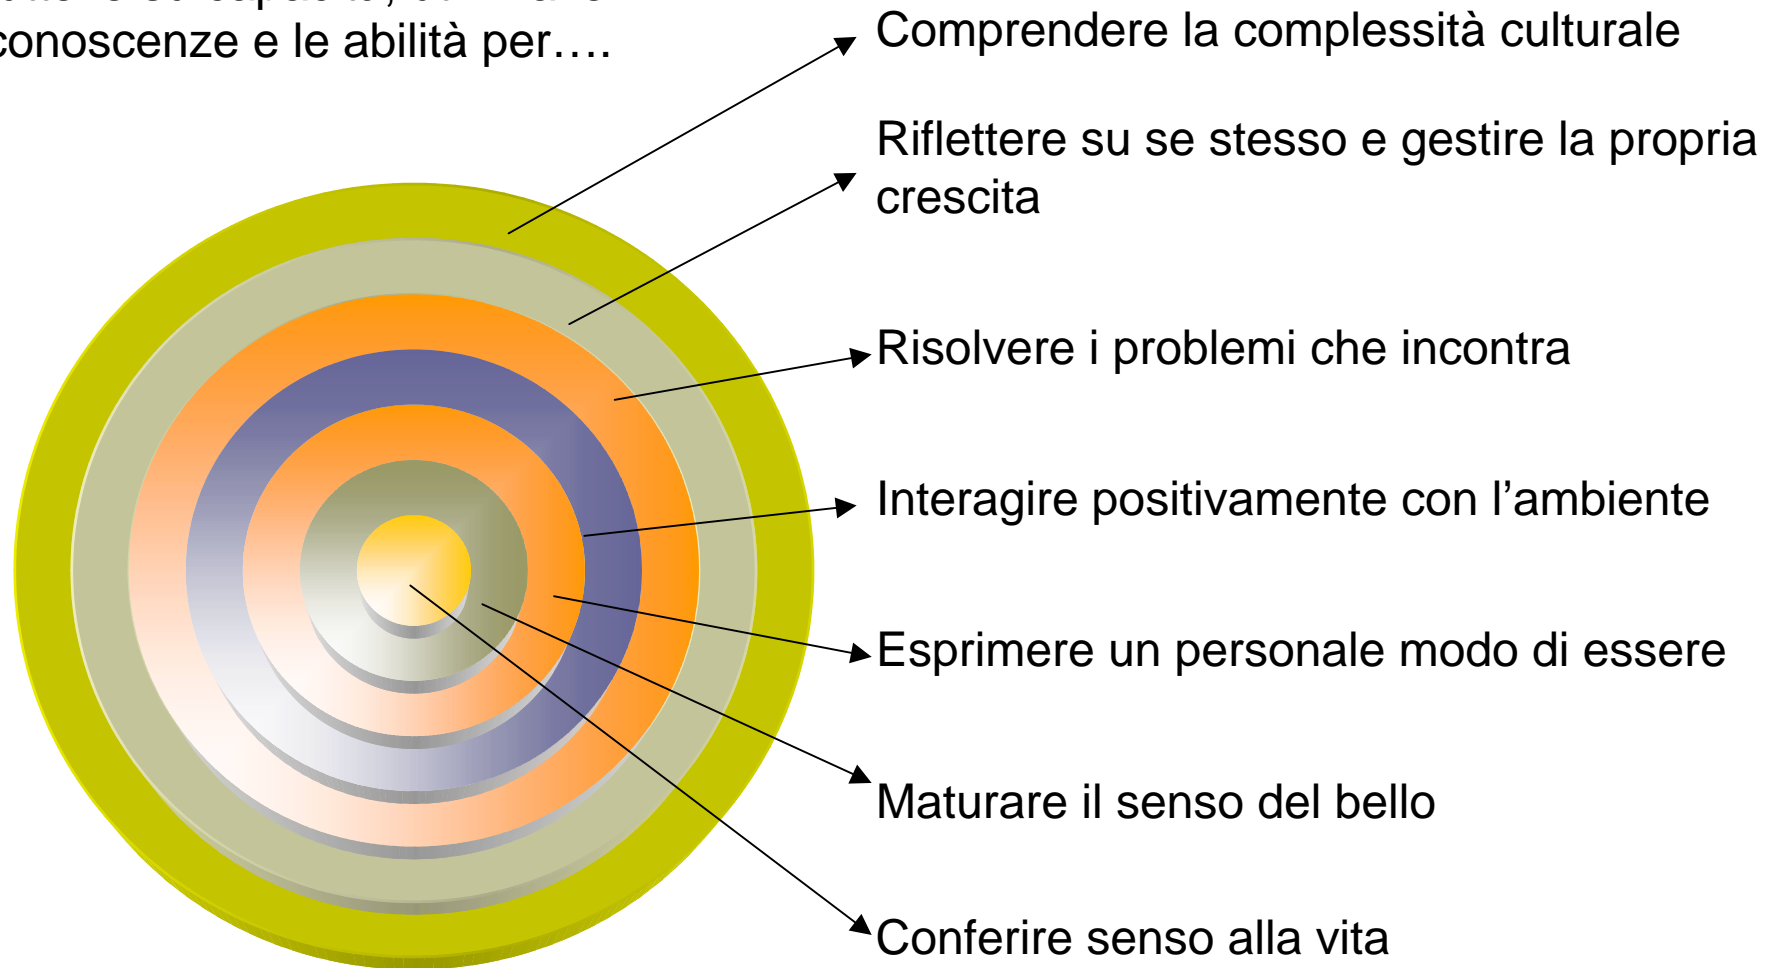 conoscenze e le abilità per….
Comprendere la complessità culturale
Riflettere su se stesso e gestire la propria
crescita
Risolvere i problemi che incontra
Interagire positivamente con l’ambiente
Esprimere un personale modo di essere
Maturare il senso del bello
Conferire senso alla vita